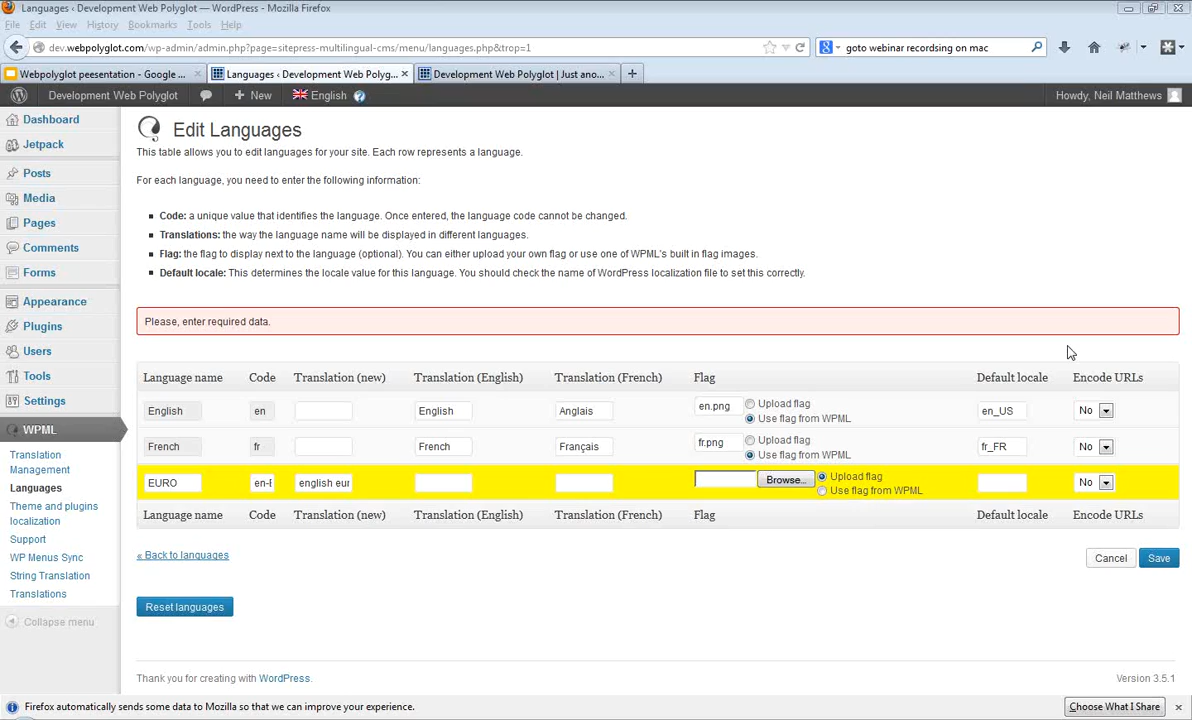 Languages ‹ Development Web Polyglot — WordPress - Mozilla Firefox
File Edit View History Bookmarks Tools Help
dev.webpolyglot.com/wp-admin/admin.php?page=sitepress-multilingual-cms/menu/languages.php&trop=1
goto webinar recordsing on mac
Webpolyglot peesentation - Google ... × Languages ‹ Development Web Polyg... × Development Web Polyglot | Just ano... × +
Development Web Polyglot + New English ? Howdy, Neil Matthews
Dashboard
Jetpack
Posts
Media
Pages
Comments
Forms
Appearance
Plugins
Users
Tools
Settings
WPML
Translation
Management
Languages
Theme and plugins
localization
Support
WP Menus Sync
String Translation
Translations
Collapse menu
Edit Languages
This table allows you to edit languages for your site. Each row represents a language.
For each language, you need to enter the following information:
Code: a unique value that identifies the language. Once entered, the language code cannot be changed.
Translations: the way the language name will be displayed in different languages.
Flag: the flag to display next to the language (optional). You can either upload your own flag or use one of WPML's built in flag images.
Default locale: This determines the locale value for this language. You should check the name of WordPress localization file to set this correctly.
Please, enter required data.
Language name Code Translation (new) Translation (English) Translation (French) Flag Default locale Encode URLs
English en English Anglais en.png Upload flag en_US No
Use flag from WPML
French fr French Français fr.png Upload flag fr_FR No
Use flag from WPML
EURO en-E english eur Browse... Upload flag No
Use flag from WPML
Language name Code Translation (new) Translation (English) Translation (French) Flag Default locale Encode URLs
« Back to languages Cancel Save
Reset languages
Thank you for creating with WordPress. Version 3.5.1
Firefox automatically sends some data to Mozilla so that we can improve your experience. Choose What I Share ×